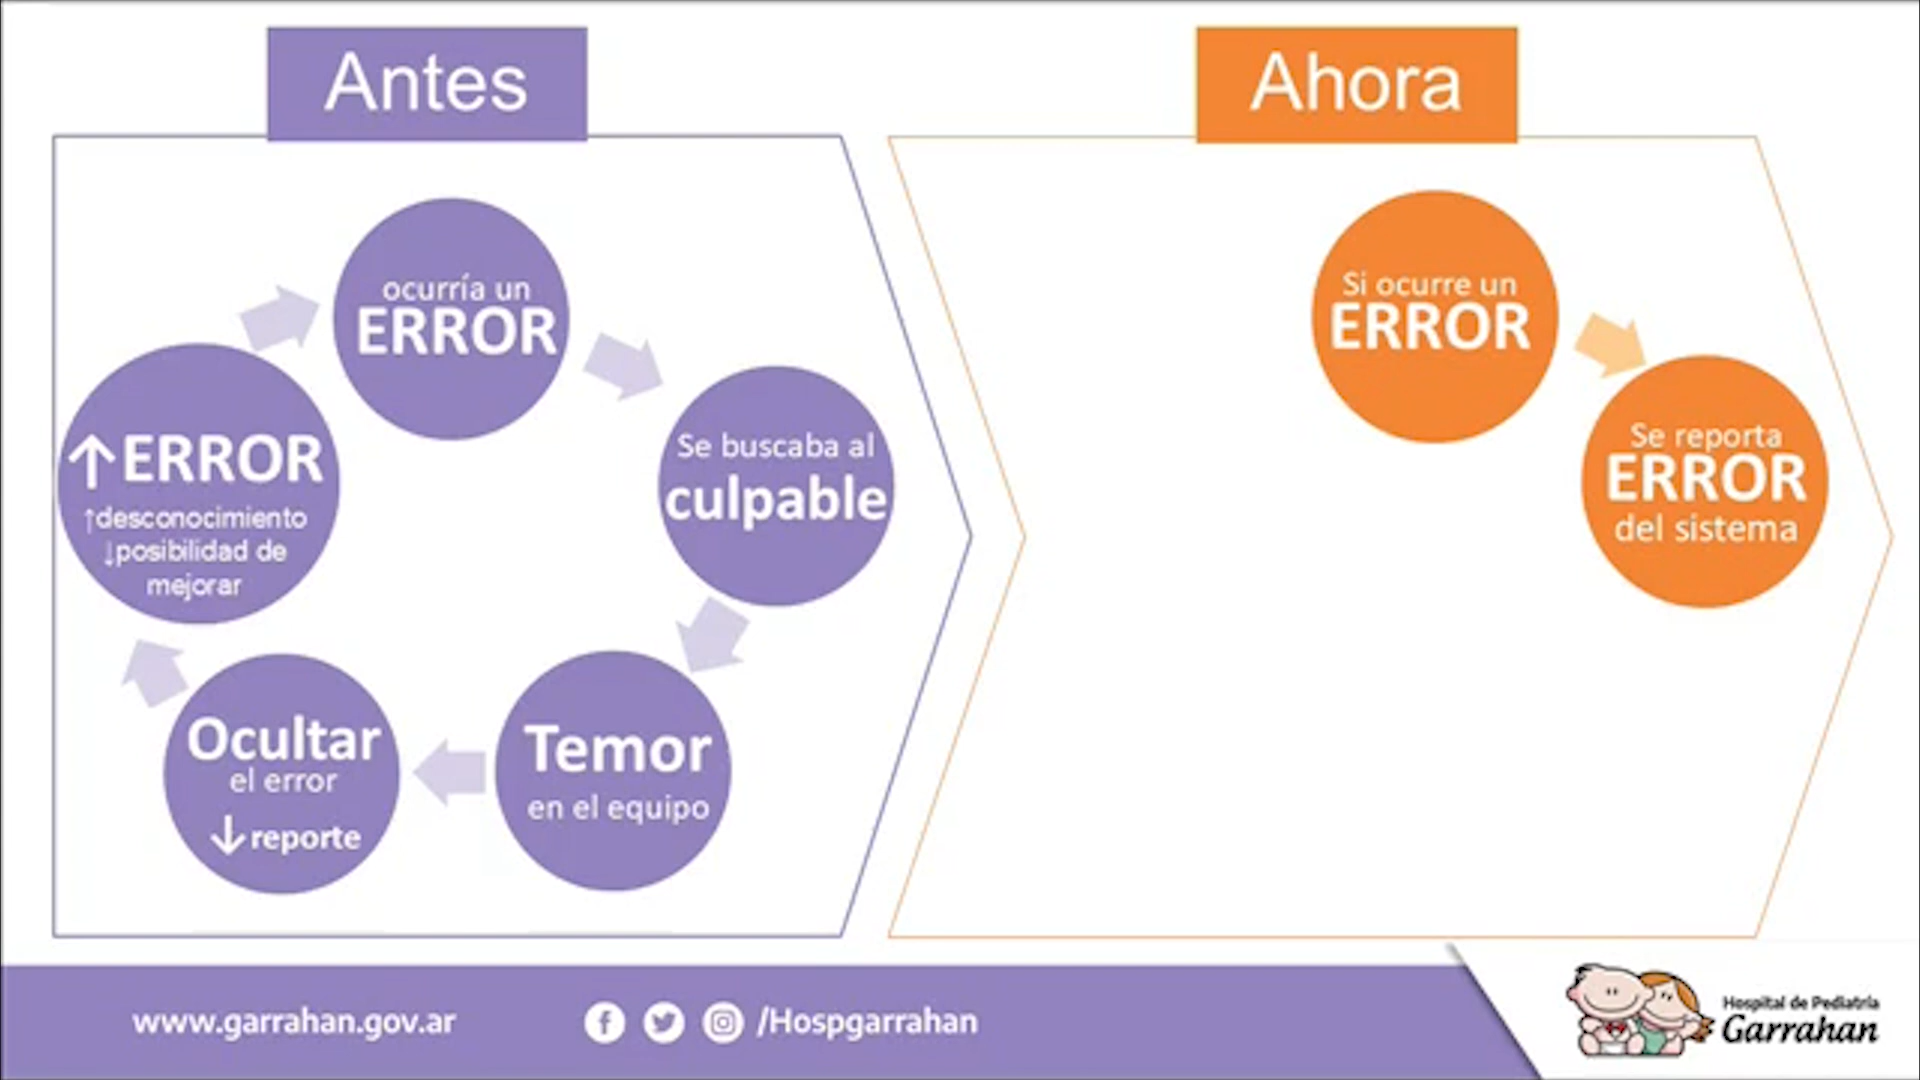 Antes
ocurría un
ERROR
Se buscaba al
culpable
Temor
en el equipo
Ocultar
el error
↓reporte
↑ERROR
↑desconocimiento
↓posibilidad de
mejorar
Ahora
Si ocurre un
ERROR
Se reporta
ERROR
del sistema
www.garrahan.gov.ar
/Hospgarrahan
Hospital de Pediatría
Garrahan